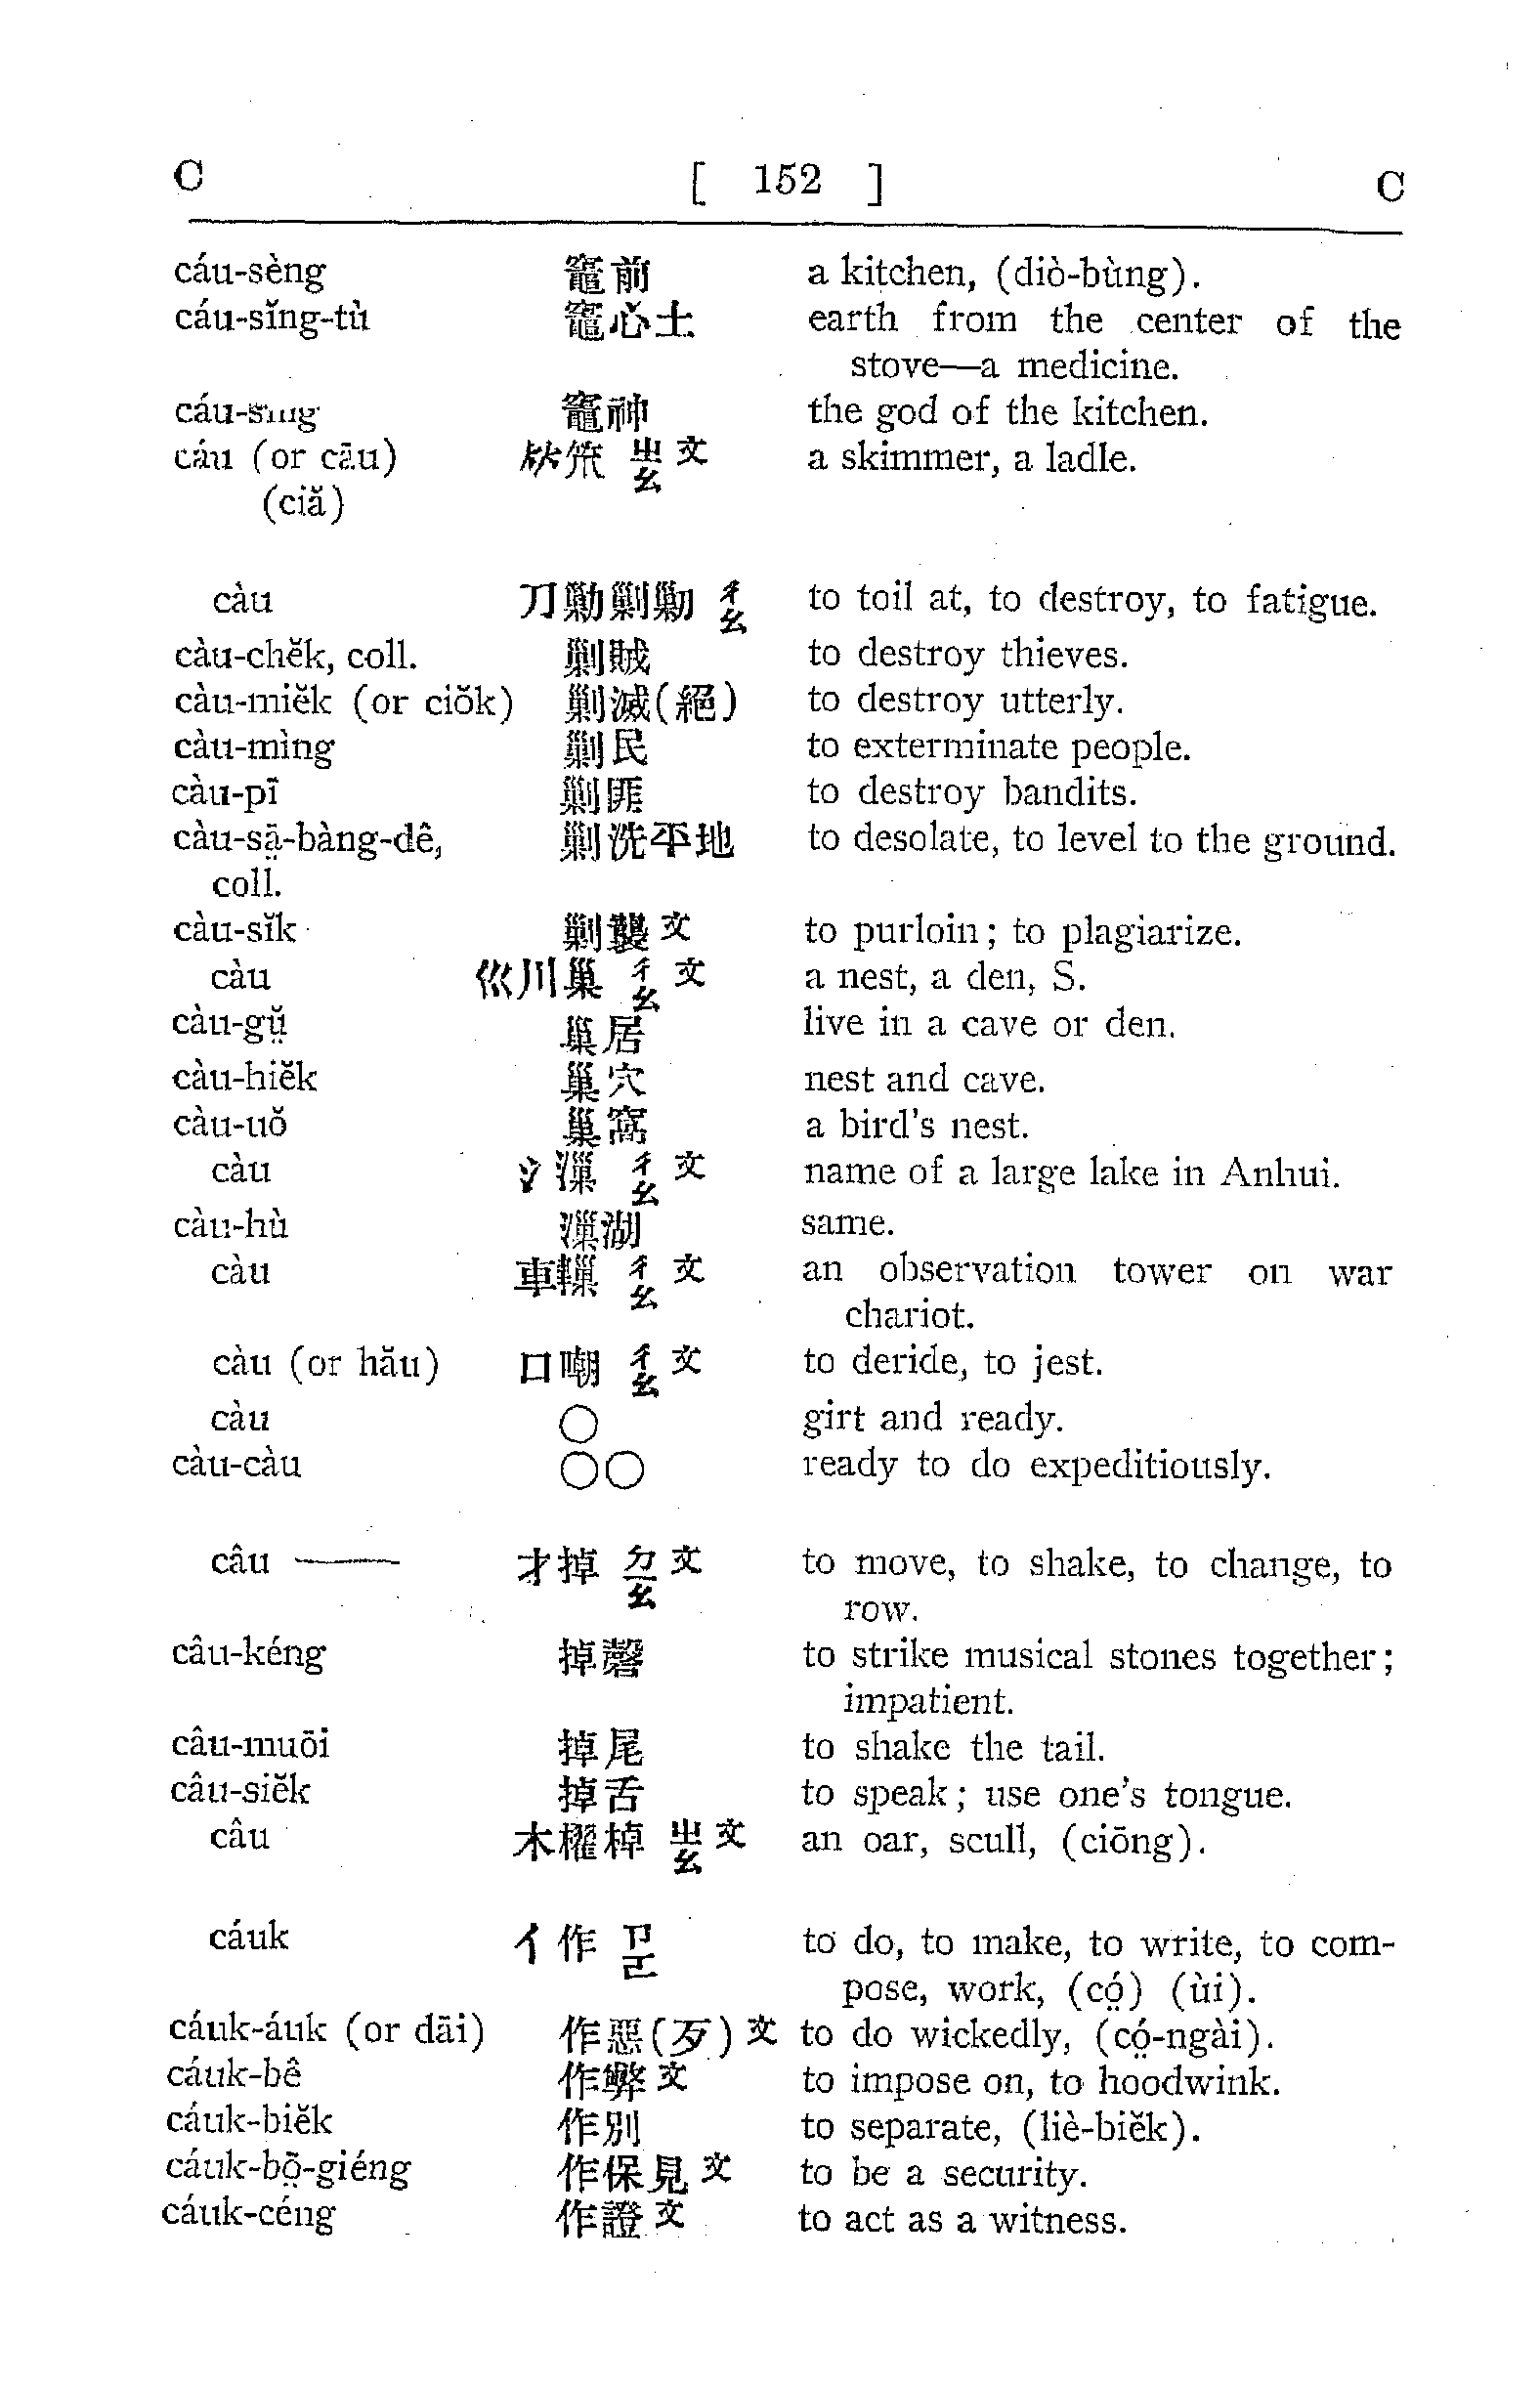 C [ 152 ] C
cáu-sèng 竈前 a kitchen, (diò-bùng).
cáu-sĭng-tù 竈心土 earth from the center of the
stove—a medicine.
cáu-sìng 竈神 the god of the kitchen.
cáu (or cāu) 笊 ㄓㄠ 文 a skimmer, a ladle.
(ciă)
càu 刀勦剿勦 ㄔㄠ to toil at, to destroy, to fatigue.
càu-chĕk, coll. 剿賊 to destroy thieves.
càu-miĕk (or ciŏk) 剿滅(絕) to destroy utterly.
càu-mìng 剿民 to exterminate people.
càu-pī 剿匪 to destroy bandits.
càu-sā̤-bàng-dê, 剿洗平地 to desolate, to level to the ground.
coll.
càu-sĭk 剿襲文 to purloin; to plagiarize.
càu 巛川巢 ㄔㄠ 文 a nest, a den, S.
càu-gṳ̆ 巢居 live in a cave or den.
càu-hiĕk 巢穴 nest and cave.
càu-uŏ 巢窩 a bird's nest.
càu 氵漅 ㄔㄠ 文 name of a large lake in Anhui.
càu-hù 漅湖 same.
càu 車轈 ㄔㄠ 文 an observation tower on war
chariot.
càu (or hău) 口嘲 ㄔㄠ 文 to deride, to jest.
càu ○ girt and ready.
càu-càu ○○ ready to do expeditiously.
câu —— 才掉 ㄉㄧㄠ 文 to move, to shake, to change, to
row.
câu-kéng 掉磬 to strike musical stones together;
impatient.
câu-muōi 掉尾 to shake the tail.
câu-siĕk 掉舌 to speak; use one's tongue.
câu 木櫂棹 ㄓㄠ 文 an oar, scull, (ciōng).
cáuk 亻作 ㄗㄛ to do, to make, to write, to com-
pose, work, (có̤) (ùi).
cáuk-áuk (or dāi) 作惡(歹)文 to do wickedly, (có̤-ngài).
cáuk-bê 作弊文 to impose on, to hoodwink.
cáuk-biĕk 作別 to separate, (liè-biĕk).
cáuk-bō̤-giéng 作保見文 to be a security.
cáuk-céng 作證文 to act as a witness.